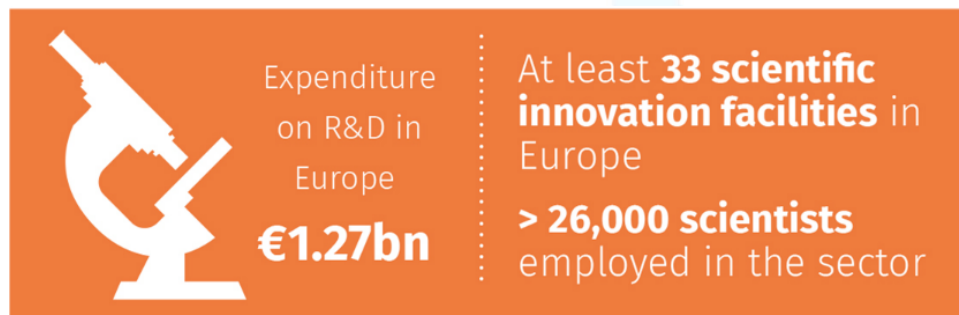 Expenditure
on R&D in
Europe
€1.27bn
At least 33 scientific
innovation facilities in
Europe
> 26,000 scientists
employed in the sector